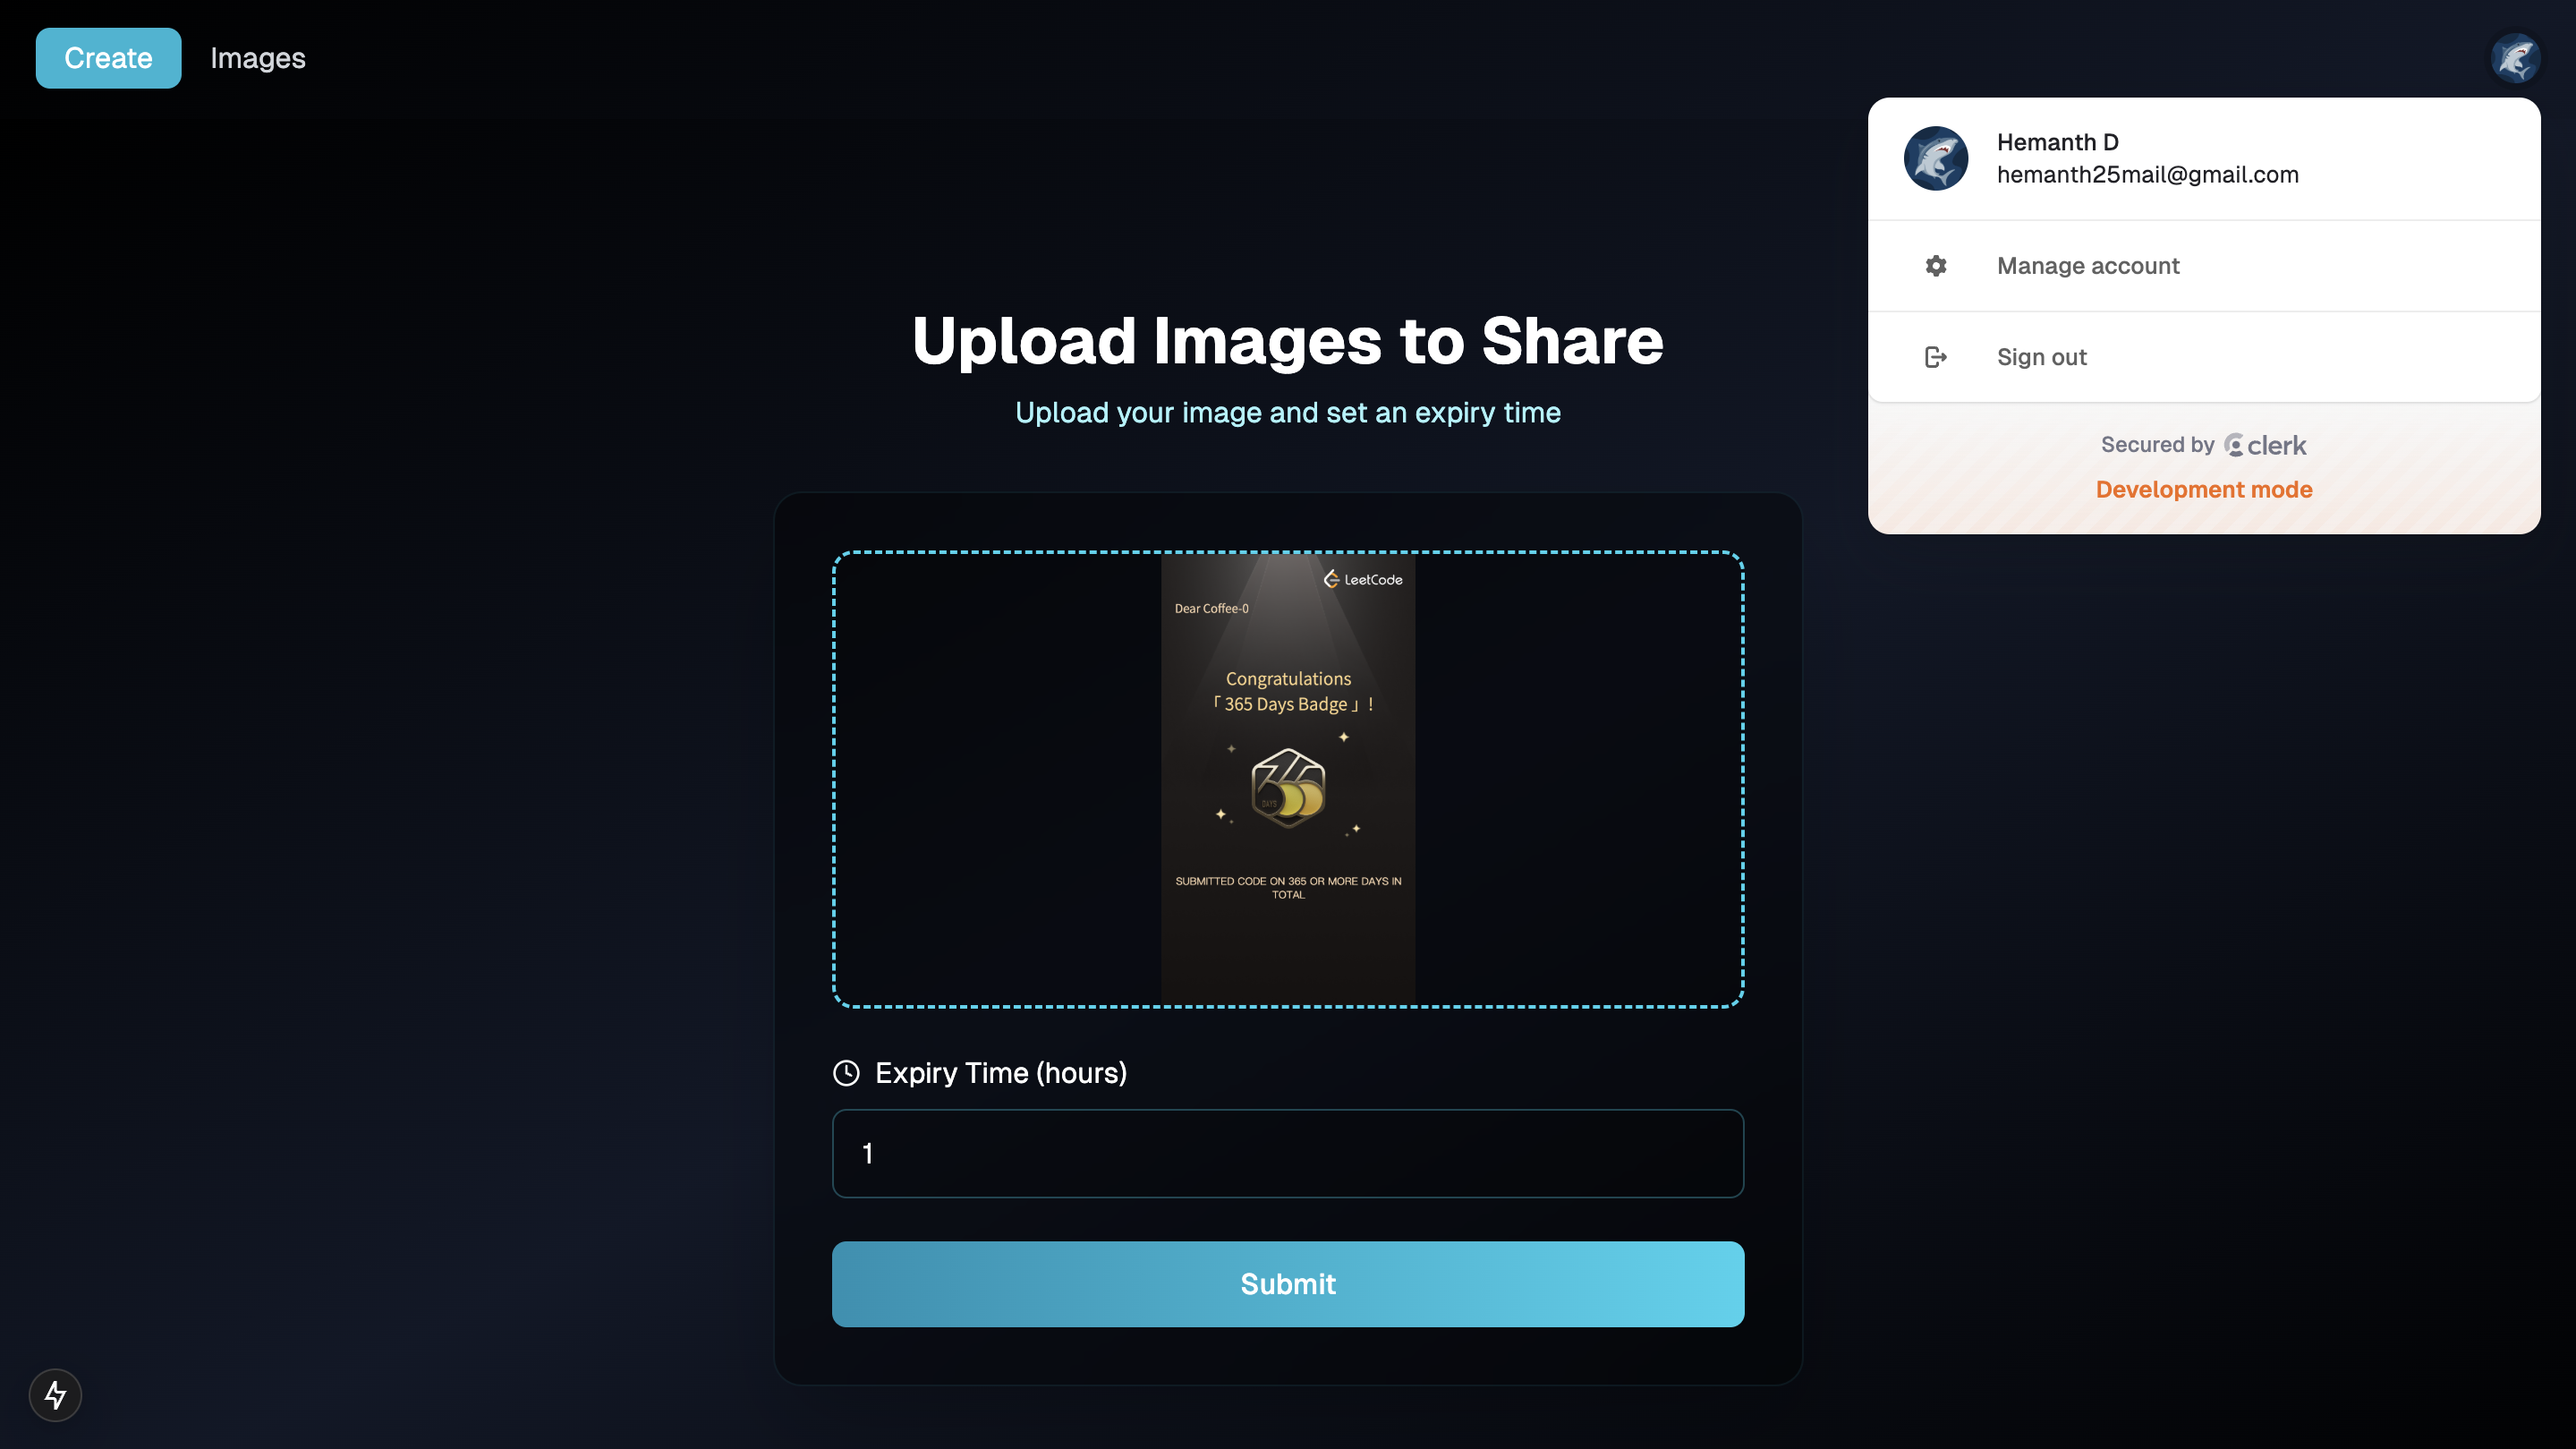 Create
Images
Hemanth D
hemanth25mail@gmail.com
Manage account
Sign out
Secured by clerk
Development mode
Upload Images to Share
Upload your image and set an expiry time
LeetCode
Dear Coffee-0
Congratulations
「 365 Days Badge 」 !
365
DAYS
SUBMITTED CODE ON 365 OR MORE DAYS IN
TOTAL
Expiry Time (hours)
1
Submit